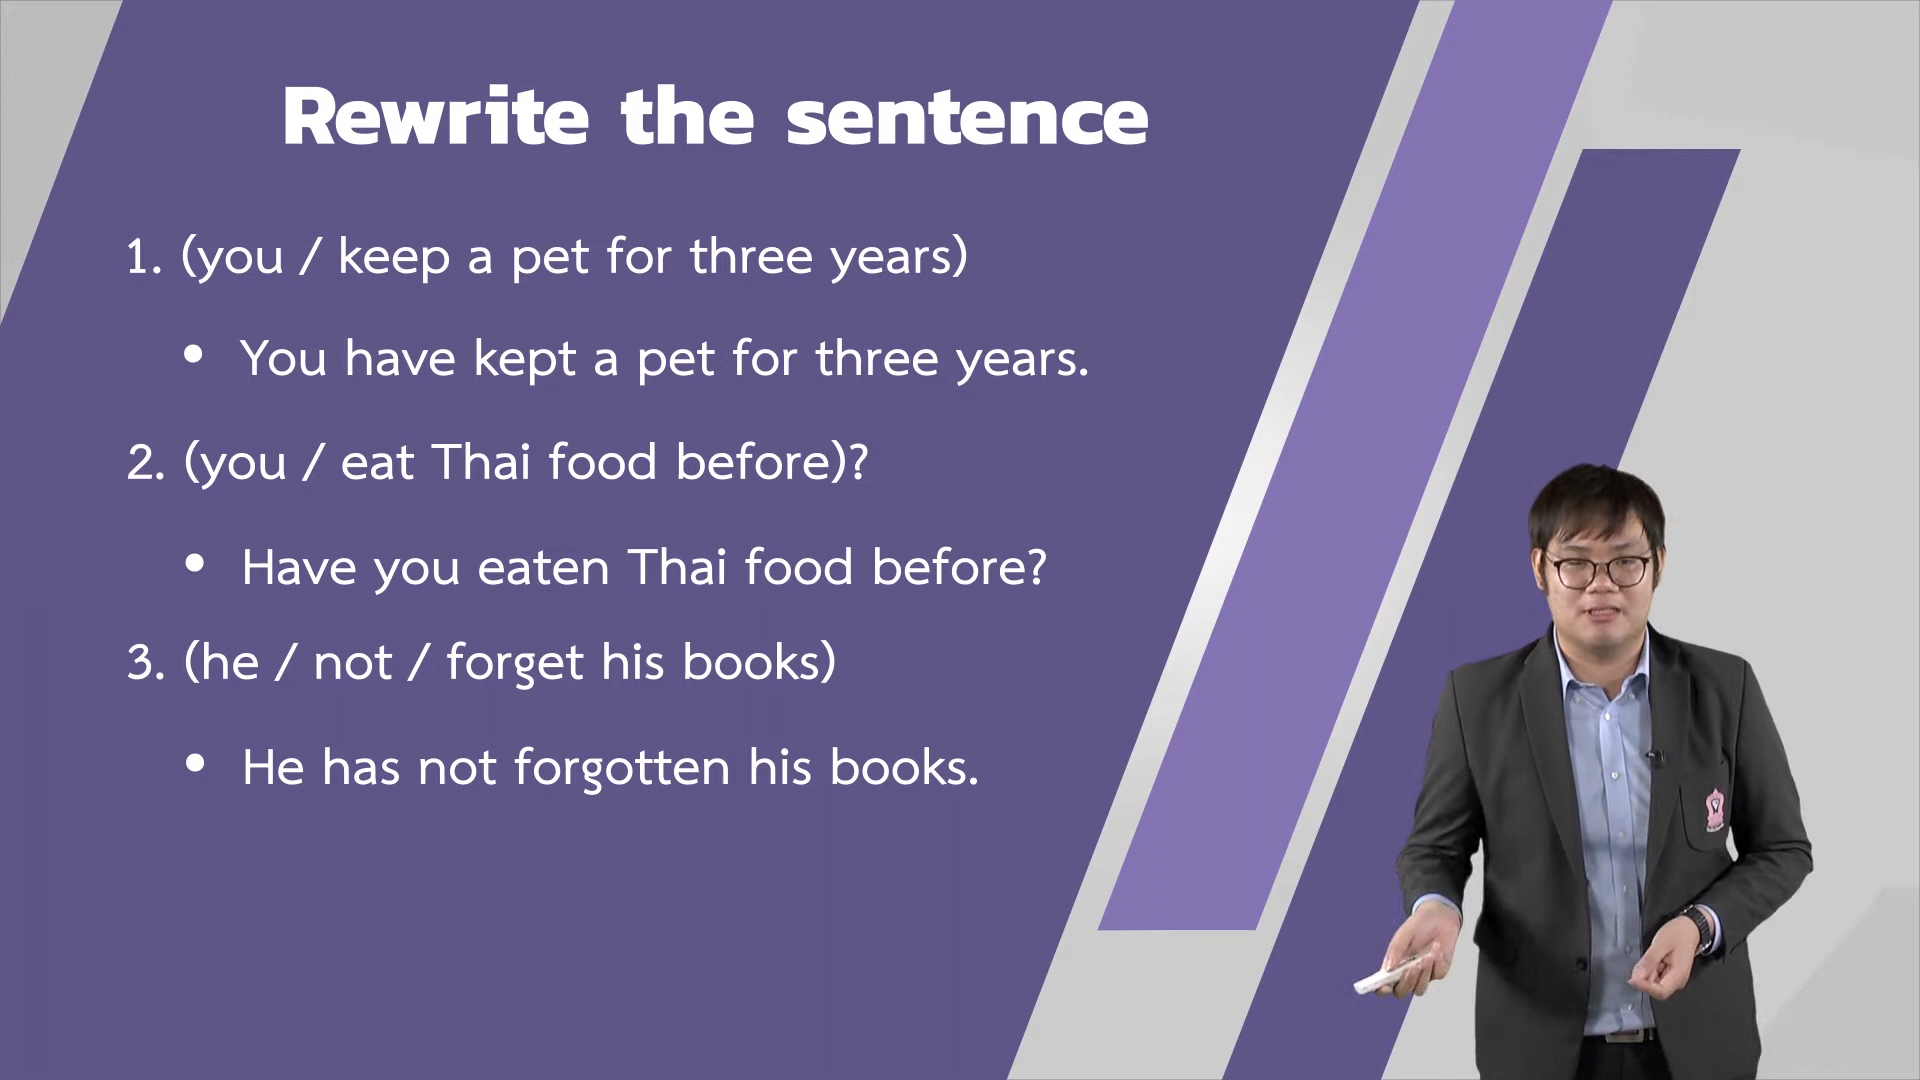 Rewrite the sentence
1. (you / keep a pet for three years)
• You have kept a pet for three years.
2. (you / eat Thai food before)?
• Have you eaten Thai food before?
3. (he / not / forget his books)
• He has not forgotten his books.